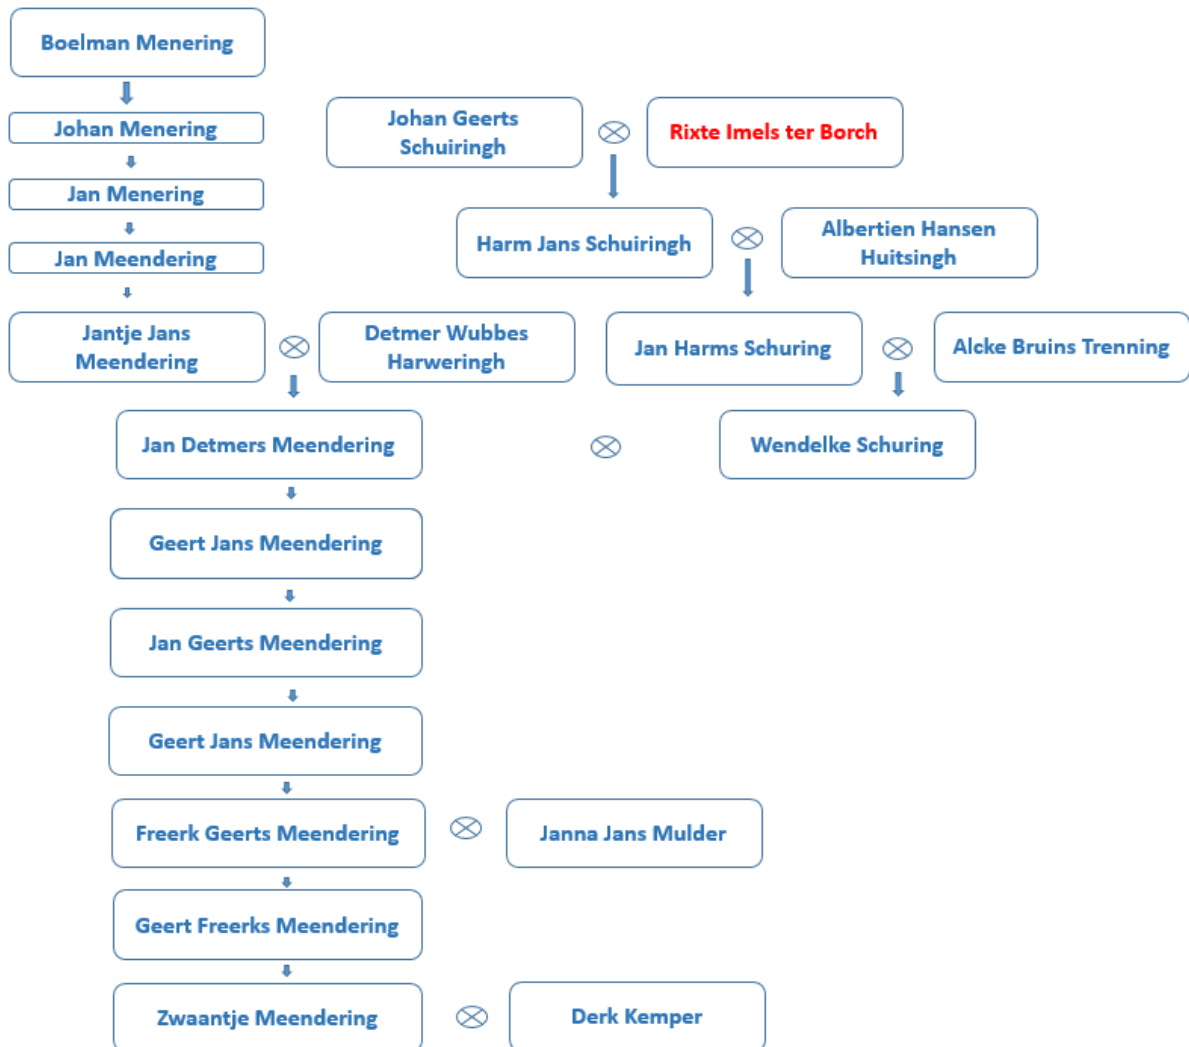 Boelman Menering
Johan Menering
Johan Geerts
Schuiringh
Rixte Imels ter Borch
Jan Menering
Harm Jans Schuiringh
Albertien Hansen
Huitsingh
Jan Meendering
Jantje Jans
Meendering
Detmer Wubbes
Harweringh
Jan Harms Schuring
Alcke Bruins Trenning
Jan Detmers Meendering
Wendelke Schuring
Geert Jans Meendering
Jan Geerts Meendering
Geert Jans Meendering
Freerk Geerts Meendering
Janna Jans Mulder
Geert Freerks Meendering
Zwaantje Meendering
Derk Kemper